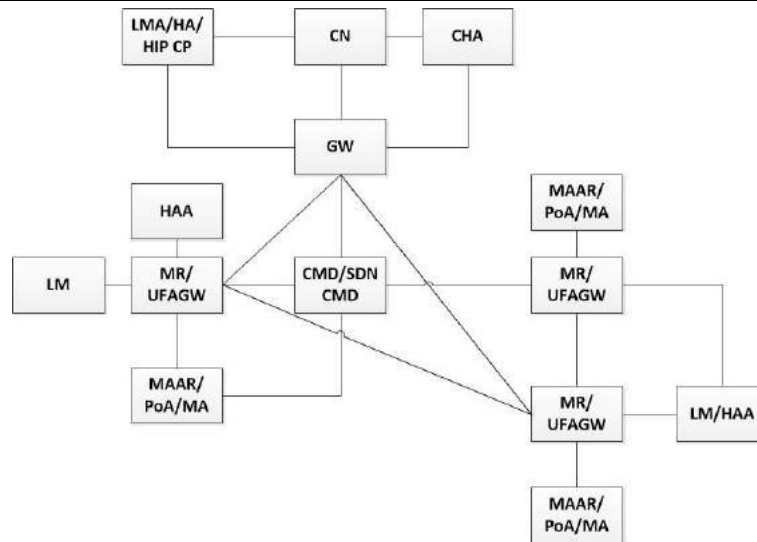 LMA/HA/
HIP CP
CN
CHA
GW
HAA
MAAR/
PoA/MA
LM
MR/
UFAGW
CMD/SDN
CMD
MR/
UFAGW
MAAR/
PoA/MA
MR/
UFAGW
LM/HAA
MAAR/
PoA/MA